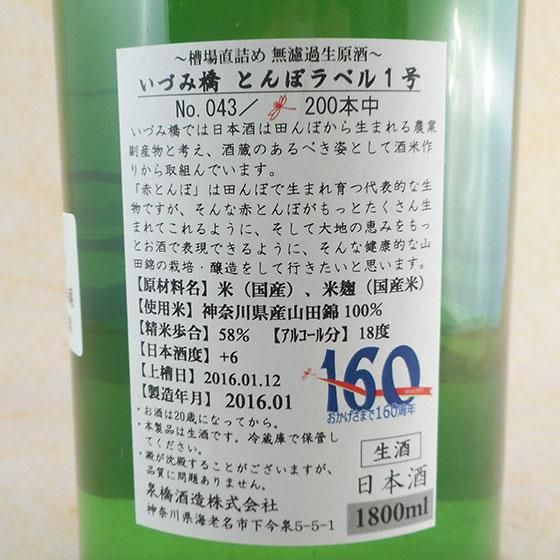 ～槽場直詰め 無濾過生原酒～
いづみ橋 とんぼラベル1号
No. 043／ 200本中
いづみ橋では日本酒は田んぼから生まれる農業
副産物と考え、酒蔵のあるべき姿として酒米作
りから取組んでいます。
「赤とんぼ」は田んぼで生まれ育つ代表的な生
物ですが、そんな赤とんぼがもっとたくさん生
まれてこれるように、そして大地の恵みをもっ
とお酒で表現できるように、そんな健康的な山
田錦の栽培・醸造をして行きたいと思います。
【原材料名】米（国産）、米麹（国産米）
【使用米】神奈川県産山田錦 100%
【精米歩合】58% 【アルコール分】18度
【日本酒度】+6
【上槽日】2016.01.12
【製造年月】2016.01
160
おかげさまで160周年
・お酒は20歳になってから。
・本製品は生酒です。冷蔵庫で保管し
てください。
・澱が沈殿することがございますが、
品質に問題ありません。
生酒
日本酒
泉橋酒造株式会社
神奈川県海老名市下今泉5-5-1
1800ml